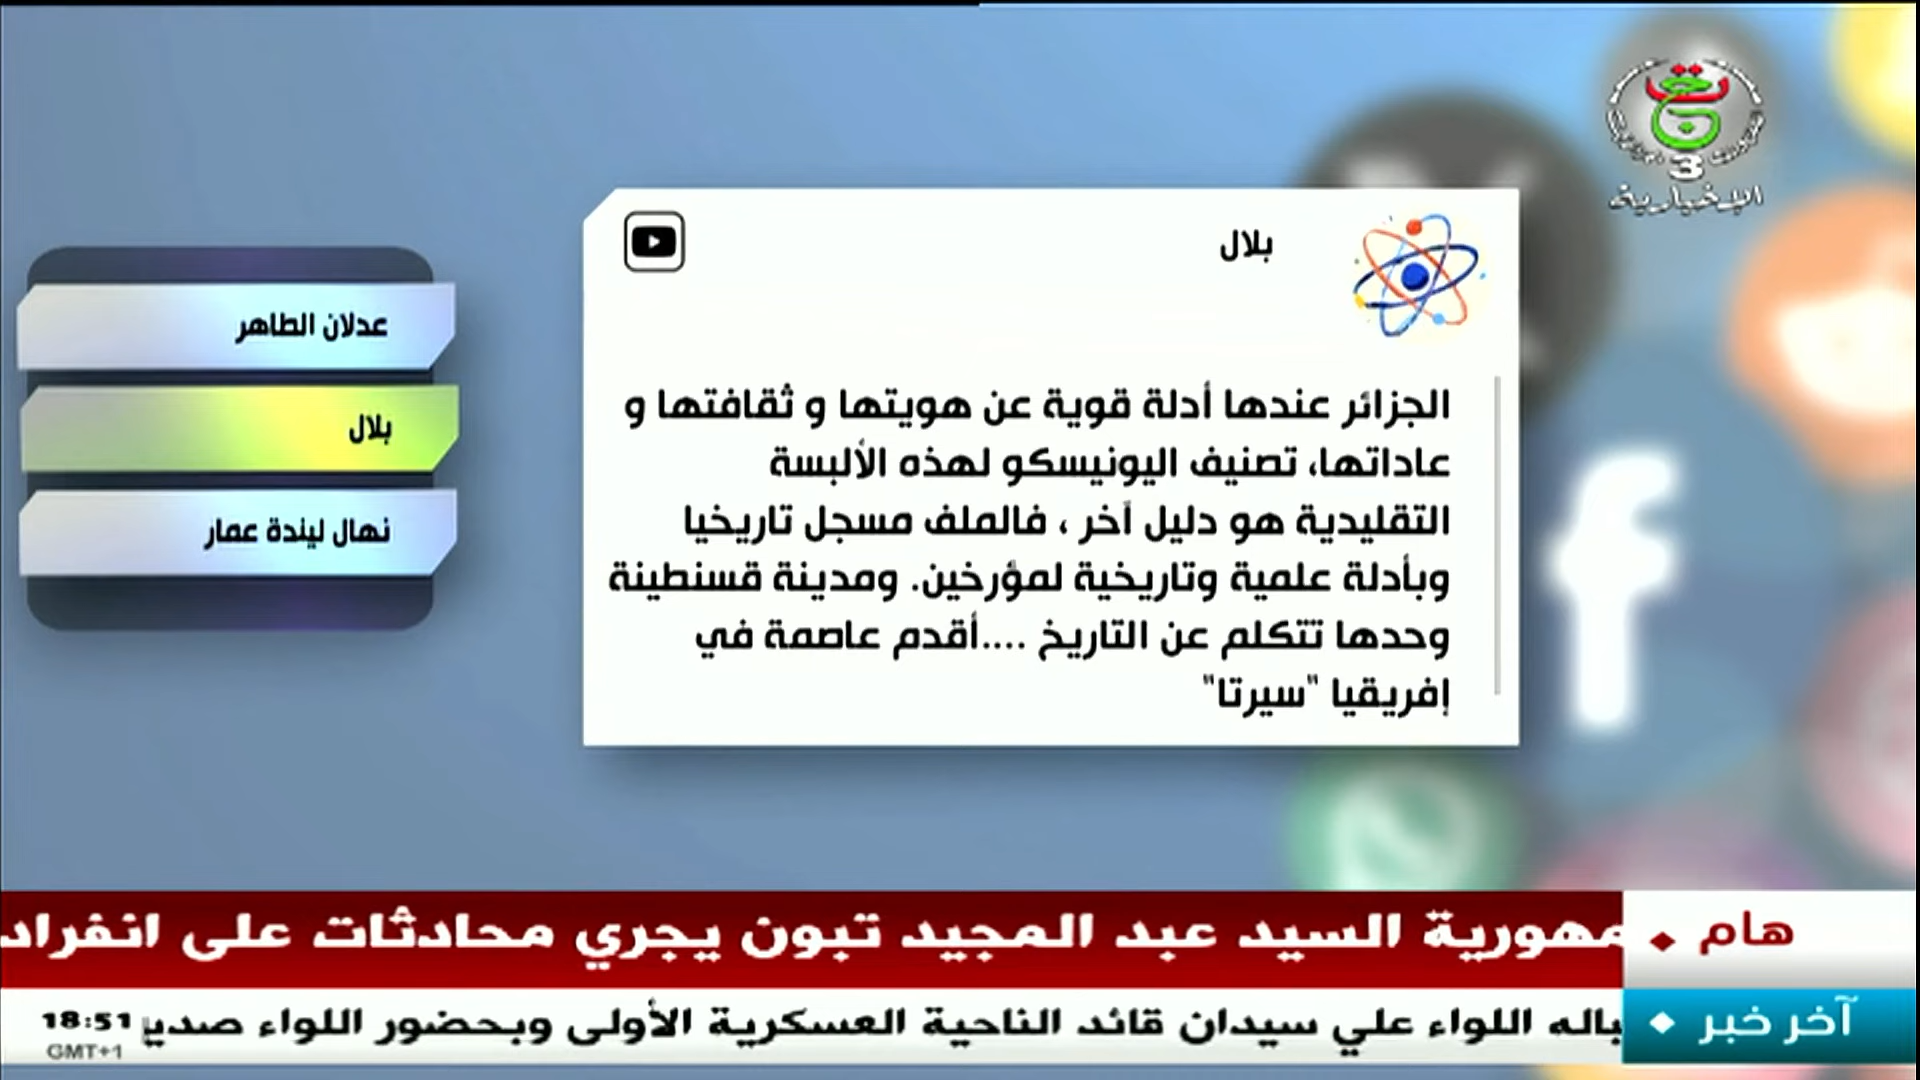 3
الإخبارية
بلال
الجزائر عندها أدلة قوية عن هويتها و ثقافتها و
عاداتها، تصنيف اليونيسكو لهذه الألبسة
التقليدية هو دليل آخر ، فالملف مسجل تاريخيا
وبأدلة علمية وتاريخية لمؤرخين. ومدينة قسنطينة
وحدها تتكلم عن التاريخ ....أقدم عاصمة في
إفريقيا "سيرتا"
عدلان الطاهر
بلال
نهال ليندة عمار
هام
مهورية السيد عبد المجيد تبون يجري محادثات على انفراد
آخر خبر
باله اللواء علي سيدان قائد الناحية العسكرية الأولى وبحضور اللواء صدي
18:51
GMT+1